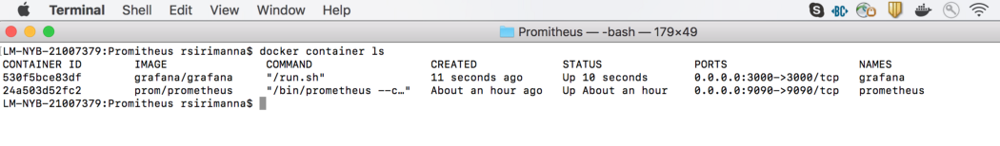 Terminal Shell Edit View Window Help
Promitheus — -bash — 179×49
LM-NYB-21007379:Promitheus rsirimanna$ docker container ls
CONTAINER ID IMAGE COMMAND CREATED STATUS PORTS NAMES
530f5bce83df grafana/grafana "/run.sh" 11 seconds ago Up 10 seconds 0.0.0.0:3000->3000/tcp grafana
24a503d52fc2 prom/prometheus "/bin/prometheus --c…" About an hour ago Up About an hour 0.0.0.0:9090->9090/tcp prometheus
LM-NYB-21007379:Promitheus rsirimanna$